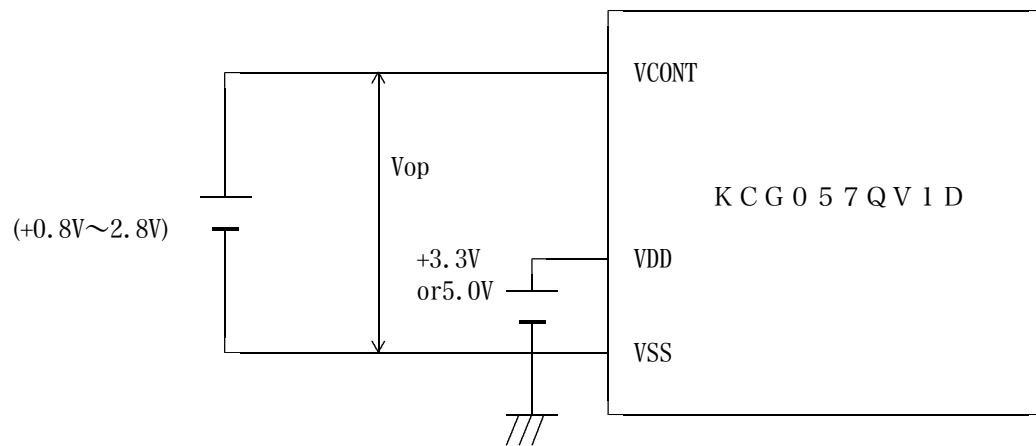 VCONT
Vop
KCG057QV1D
(+0.8V～2.8V)
+3.3V
or5.0V
VDD
VSS